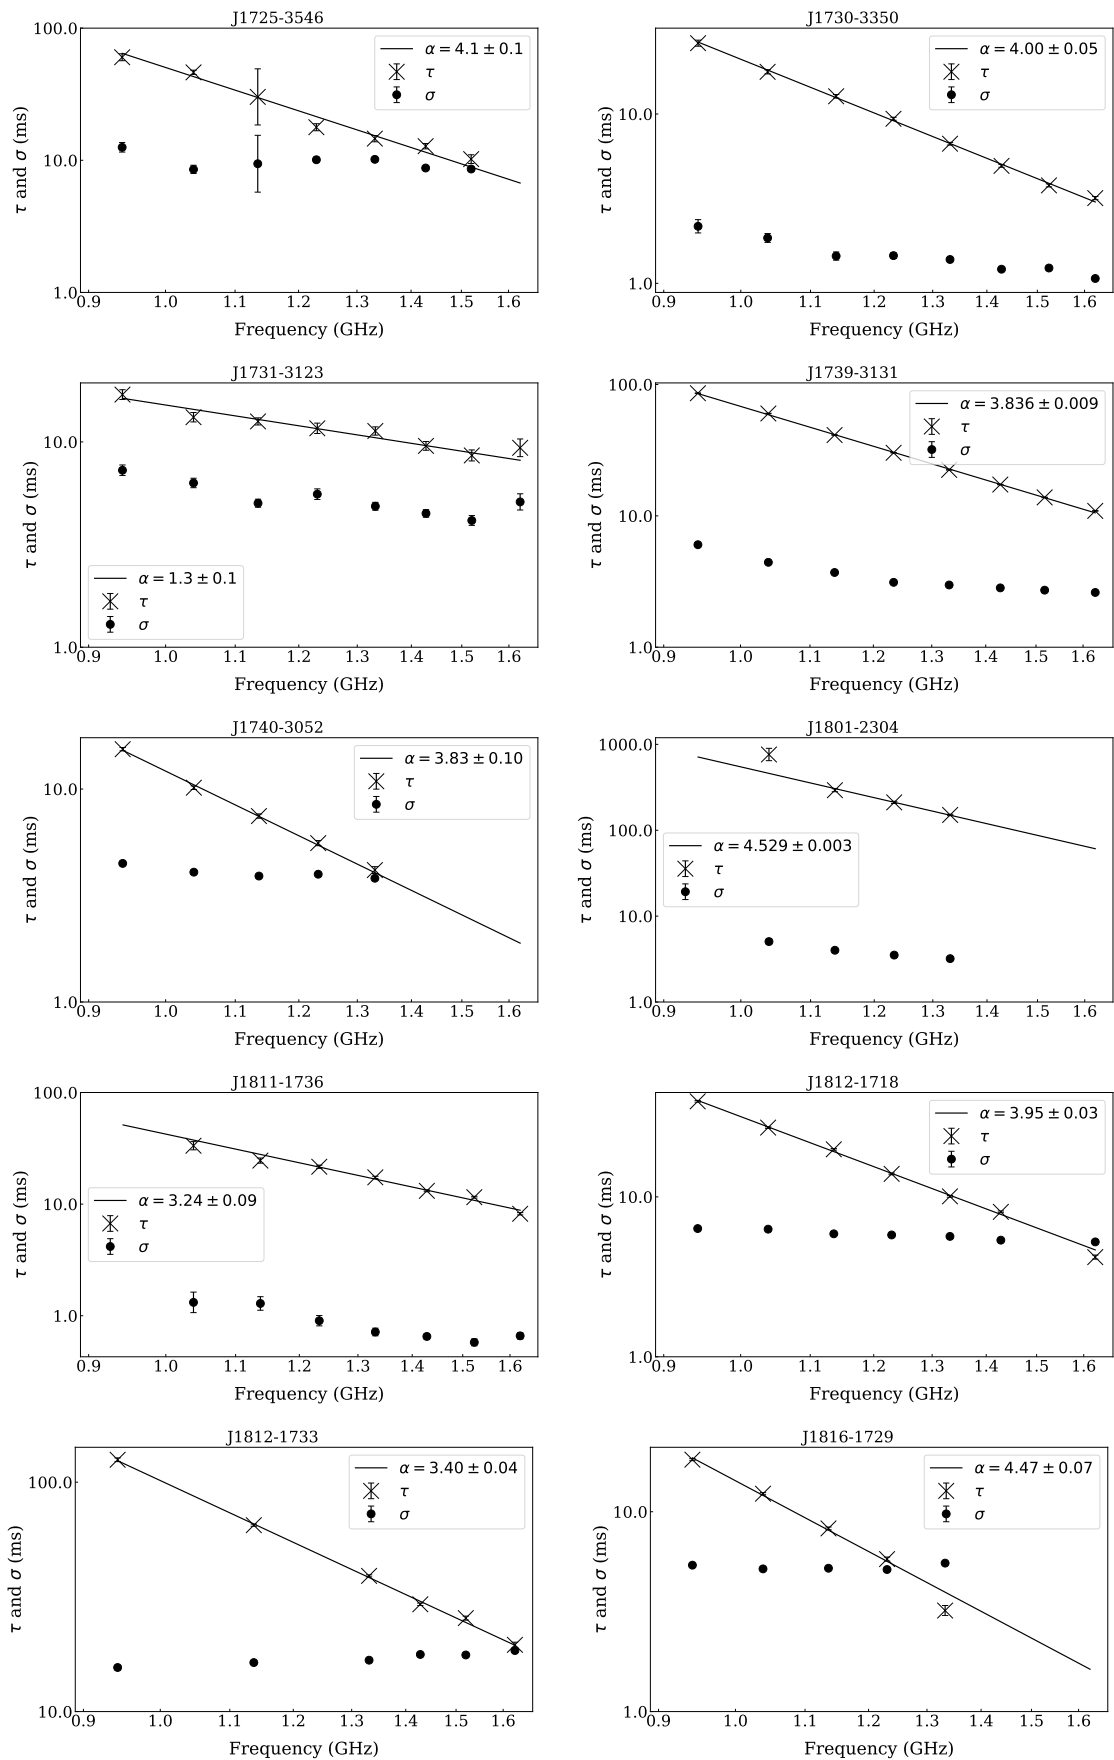 J1725-3546
100.0
10.0
1.0
τ and σ (ms)
α = 4.1 ± 0.1
τ
σ
0.9 1.0 1.1 1.2 1.3 1.4 1.5 1.6
Frequency (GHz)
J1730-3350
10.0
1.0
τ and σ (ms)
α = 4.00 ± 0.05
τ
σ
0.9 1.0 1.1 1.2 1.3 1.4 1.5 1.6
Frequency (GHz)
J1731-3123
10.0
1.0
τ and σ (ms)
α = 1.3 ± 0.1
τ
σ
0.9 1.0 1.1 1.2 1.3 1.4 1.5 1.6
Frequency (GHz)
J1739-3131
100.0
10.0
1.0
τ and σ (ms)
α = 3.836 ± 0.009
τ
σ
0.9 1.0 1.1 1.2 1.3 1.4 1.5 1.6
Frequency (GHz)
J1740-3052
10.0
1.0
τ and σ (ms)
α = 3.83 ± 0.10
τ
σ
0.9 1.0 1.1 1.2 1.3 1.4 1.5 1.6
Frequency (GHz)
J1801-2304
1000.0
100.0
10.0
1.0
τ and σ (ms)
α = 4.529 ± 0.003
τ
σ
0.9 1.0 1.1 1.2 1.3 1.4 1.5 1.6
Frequency (GHz)
J1811-1736
100.0
10.0
1.0
τ and σ (ms)
α = 3.24 ± 0.09
τ
σ
0.9 1.0 1.1 1.2 1.3 1.4 1.5 1.6
Frequency (GHz)
J1812-1718
10.0
1.0
τ and σ (ms)
α = 3.95 ± 0.03
τ
σ
0.9 1.0 1.1 1.2 1.3 1.4 1.5 1.6
Frequency (GHz)
J1812-1733
100.0
10.0
τ and σ (ms)
α = 3.40 ± 0.04
τ
σ
0.9 1.0 1.1 1.2 1.3 1.4 1.5 1.6
Frequency (GHz)
J1816-1729
10.0
1.0
τ and σ (ms)
α = 4.47 ± 0.07
τ
σ
0.9 1.0 1.1 1.2 1.3 1.4 1.5 1.6
Frequency (GHz)